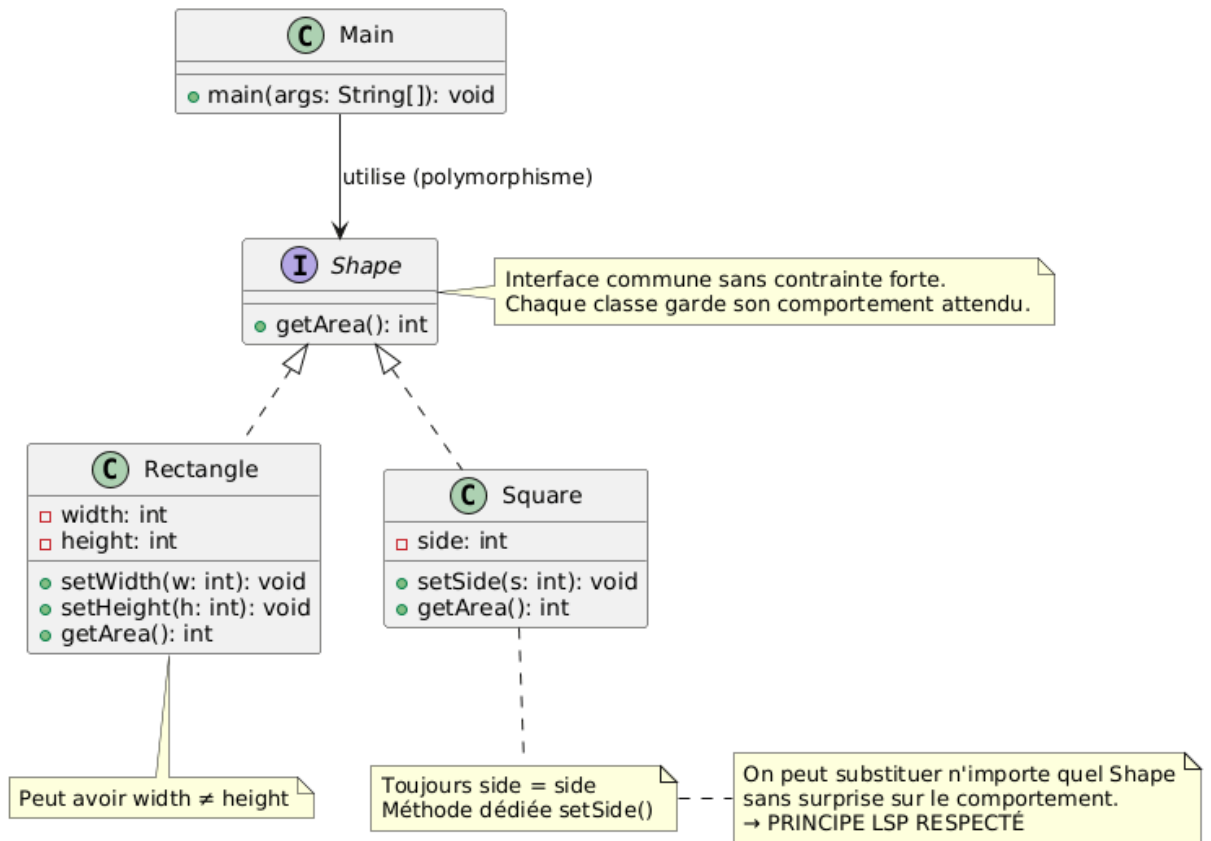 C Main
main(args: String[]): void
utilise (polymorphisme)
I Shape
getArea(): int
Interface commune sans contrainte forte.
Chaque classe garde son comportement attendu.
C Rectangle
width: int
height: int
setWidth(w: int): void
setHeight(h: int): void
getArea(): int
C Square
side: int
setSide(s: int): void
getArea(): int
Peut avoir width ≠ height
Toujours side = side
Méthode dédiée setSide()
On peut substituer n'importe quel Shape
sans surprise sur le comportement.
→ PRINCIPE LSP RESPECTÉ